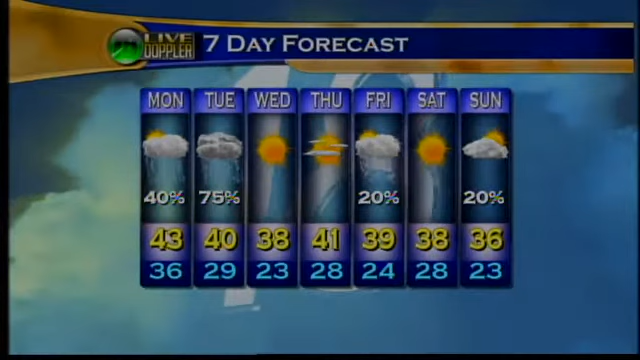 LIVE
DOPPLER
7 DAY FORECAST
MON TUE WED THU FRI SAT SUN
40% 75% 20% 20%
43 40 38 41 39 38 36
36 29 23 28 24 28 23